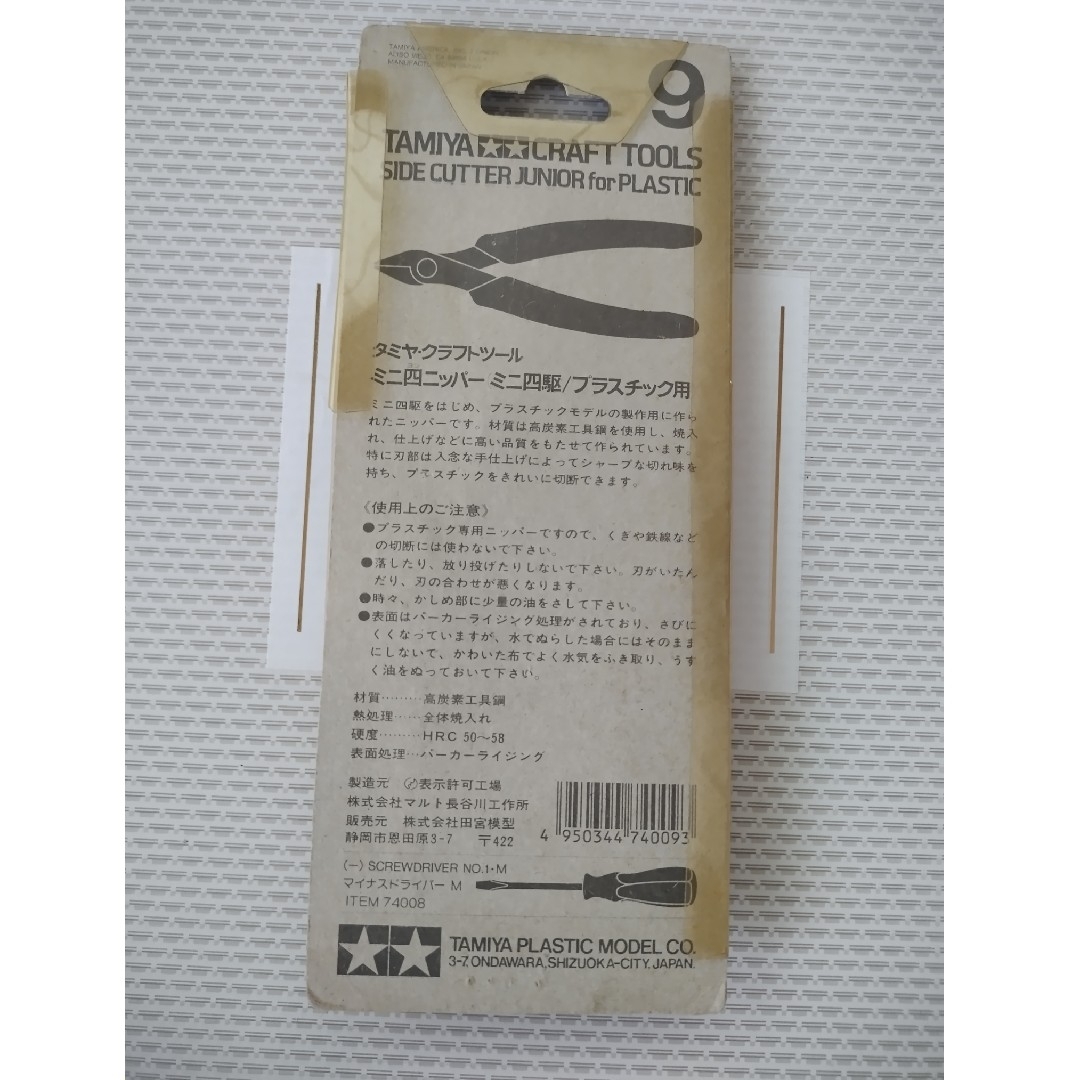 TAMIYA
MANUFACTURED IN JAPAN
9
TAMIYA CRAFT TOOLS
SIDE CUTTER JUNIOR for PLASTIC
タミヤ・クラフトツール
ミニ四ニッパー ミニ四駆/プラスチック用
ミニ四駆をはじめ、プラスチックモデルの製作用に作ら
れたニッパーです。材質は高炭素工具鋼を使用し、焼入
れ、仕上げなどに高い品質をもたせて作られています。
特に刃部は入念な手仕上げによってシャープな切れ味を
持ち、プラスチックをきれいに切断できます。
《使用上のご注意》
●プラスチック専用ニッパーですので、くぎや鉄線など
の切断には使わないで下さい。
●落したり、放り投げたりしないで下さい。刃がいたん
だり、刃の合わせが悪くなります。
●時々、かしめ部に少量の油をさして下さい。
●表面はパーカーライジング処理がされており、さびに
くくなっていますが、水でぬらした場合にはそのまま
にしないで、かわいた布でよく水気をふき取り、うす
く油をぬっておいて下さい。
材質………高炭素工具鋼
熱処理……全体焼入れ
硬度………HRC 50〜58
表面処理…パーカーライジング
製造元 表示許可工場
株式会社マルト長谷川工作所
販売元 株式会社田宮模型
静岡市恩田原3-7 〒422
4 950344 740093
(−) SCREWDRIVER NO.1・M
マイナスドライバー M
ITEM 74008
TAMIYA PLASTIC MODEL CO.
3-7, ONDAWARA, SHIZUOKA-CITY, JAPAN.